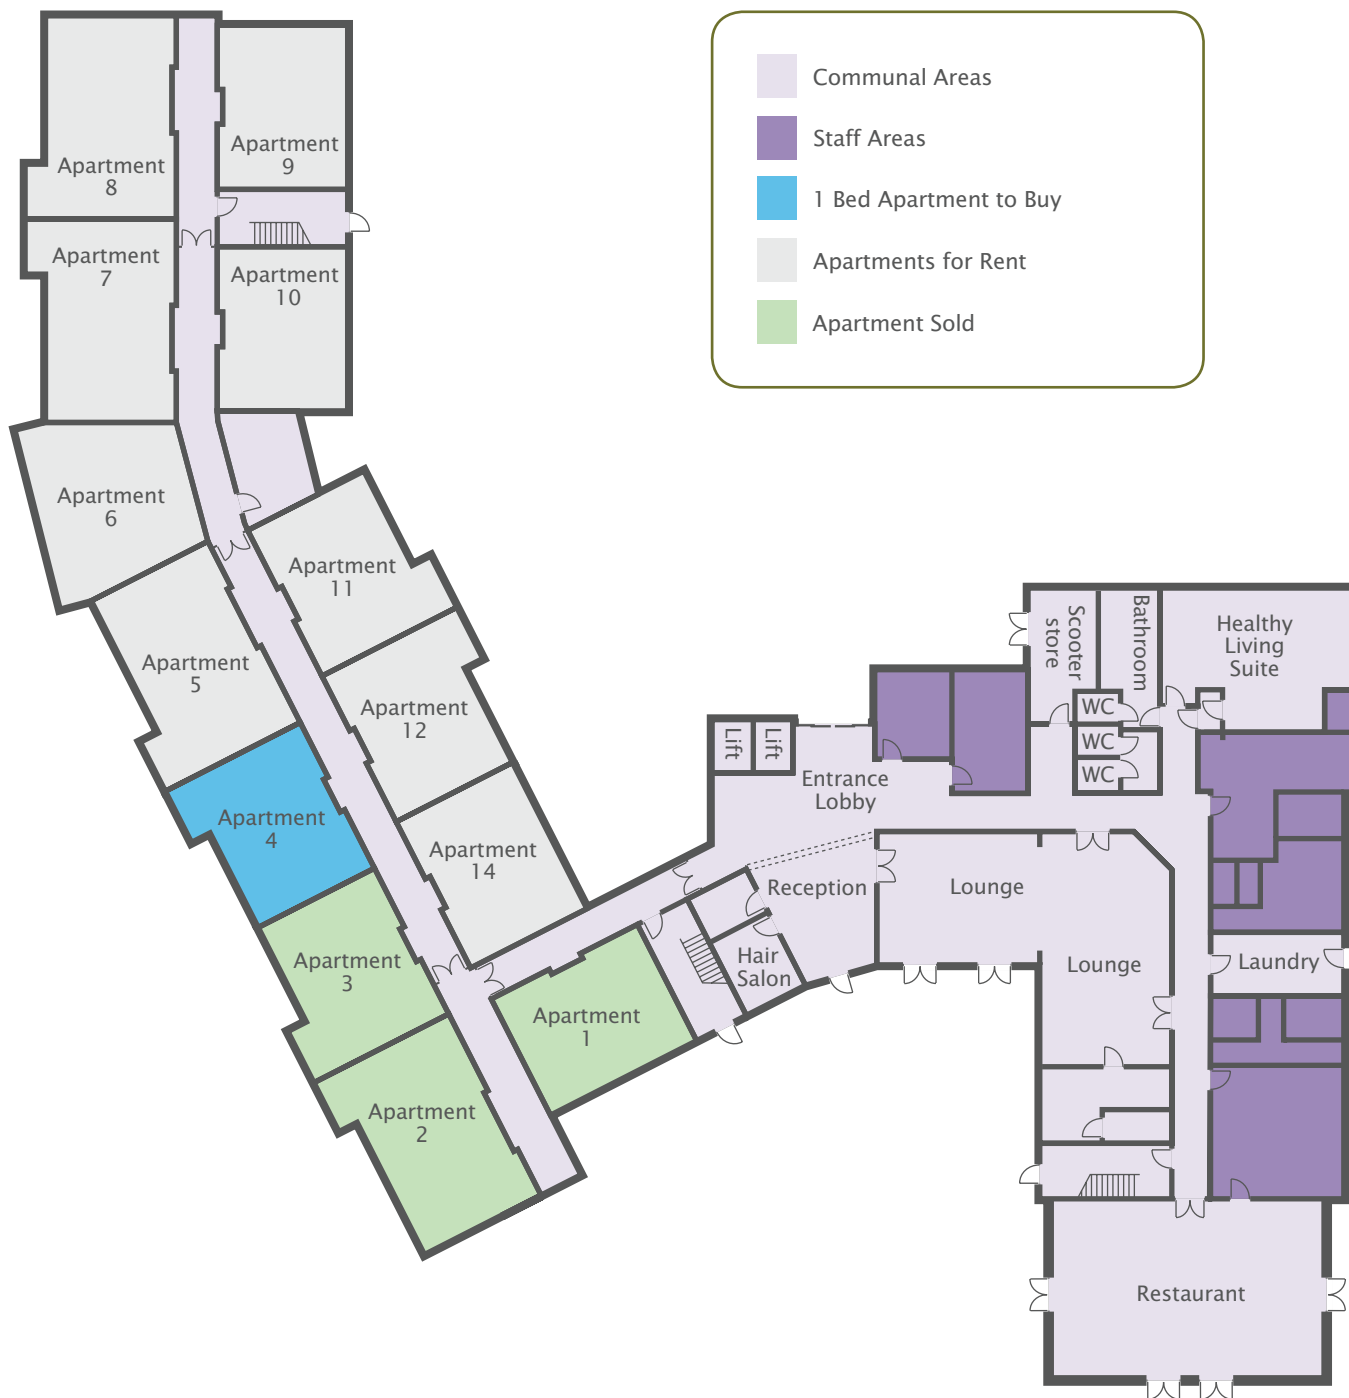 Communal Areas
Staff Areas
1 Bed Apartment to Buy
Apartments for Rent
Apartment Sold
Apartment
9
Apartment
8
Apartment
7
Apartment
10
Apartment
6
Apartment
11
Apartment
5
Apartment
12
Apartment
4
Apartment
14
Apartment
3
Apartment
1
Apartment
2
Scooter
store
Bathroom
Healthy
Living
Suite
WC
WC
WC
Lift
Lift
Entrance
Lobby
Reception
Lounge
Hair
Salon
Lounge
Laundry
Restaurant